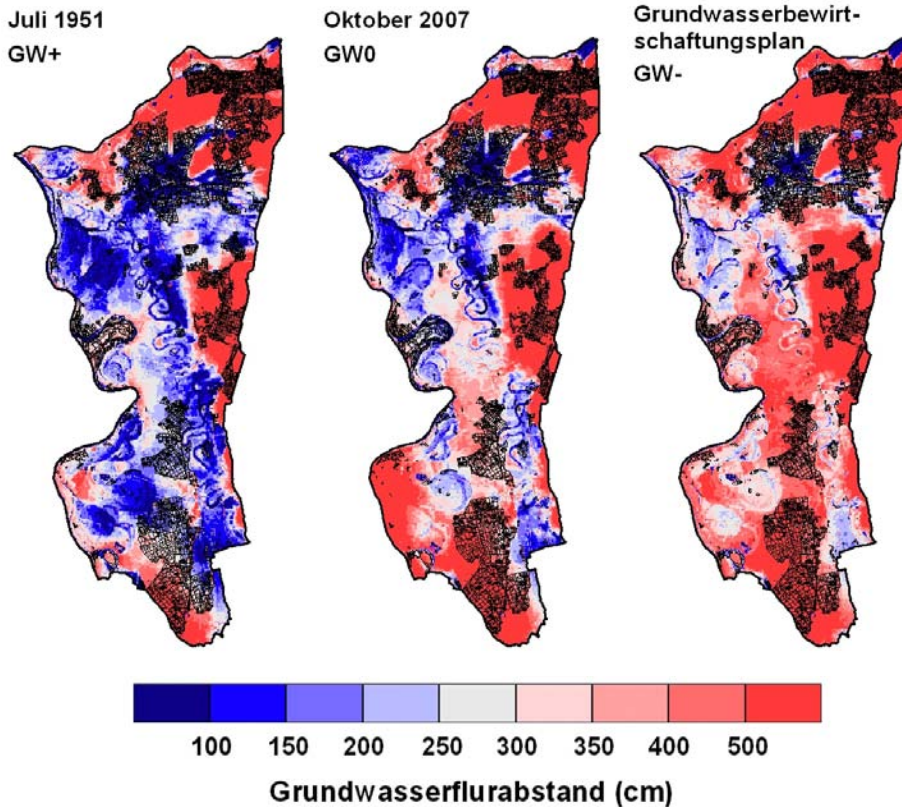 Juli 1951
GW+
Oktober 2007
GW0
Grundwasserbewirt-
schaftungsplan
GW-
100 150 200 250 300 350 400 500
Grundwasserflurabstand (cm)